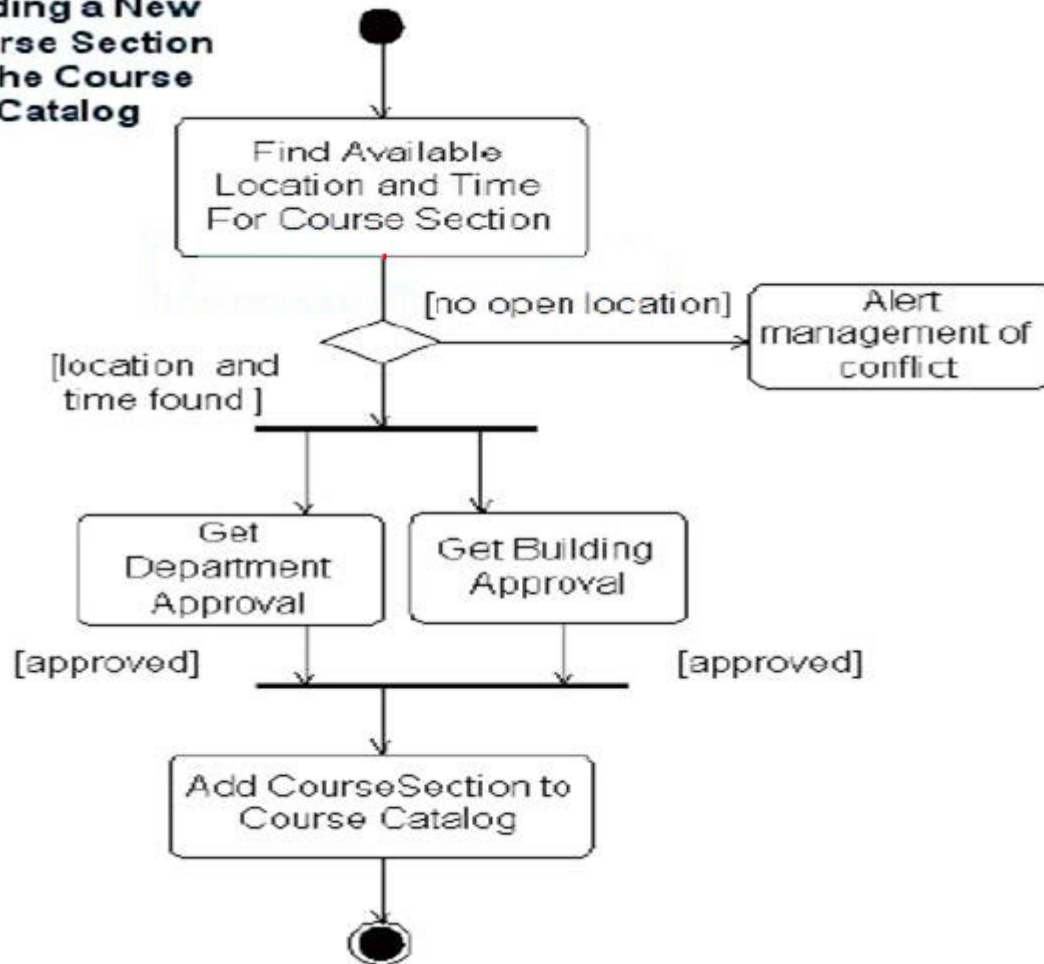 ding a New
rse Section
he Course
Catalog
Find Available
Location and Time
For Course Section
[no open location]
Alert
management of
conflict
[location and
time found ]
Get
Department
Approval
Get Building
Approval
[approved]
[approved]
Add CourseSection to
Course Catalog